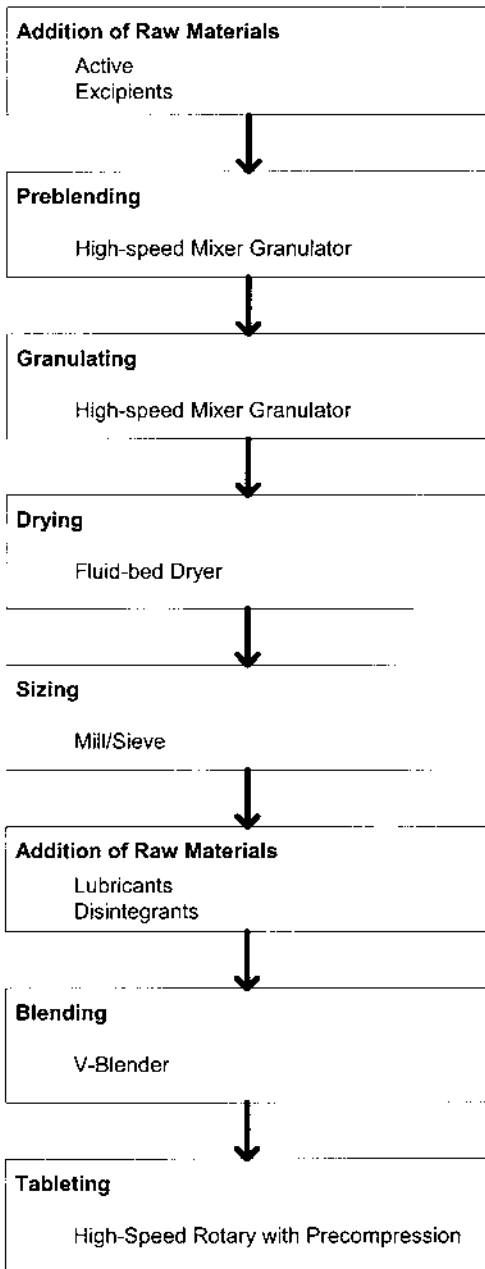 Addition of Raw Materials
Active
Excipients
Preblending
High-speed Mixer Granulator
Granulating
High-speed Mixer Granulator
Drying
Fluid-bed Dryer
Sizing
Mill/Sieve
Addition of Raw Materials
Lubricants
Disintegrants
Blending
V-Blender
Tableting
High-Speed Rotary with Precompression